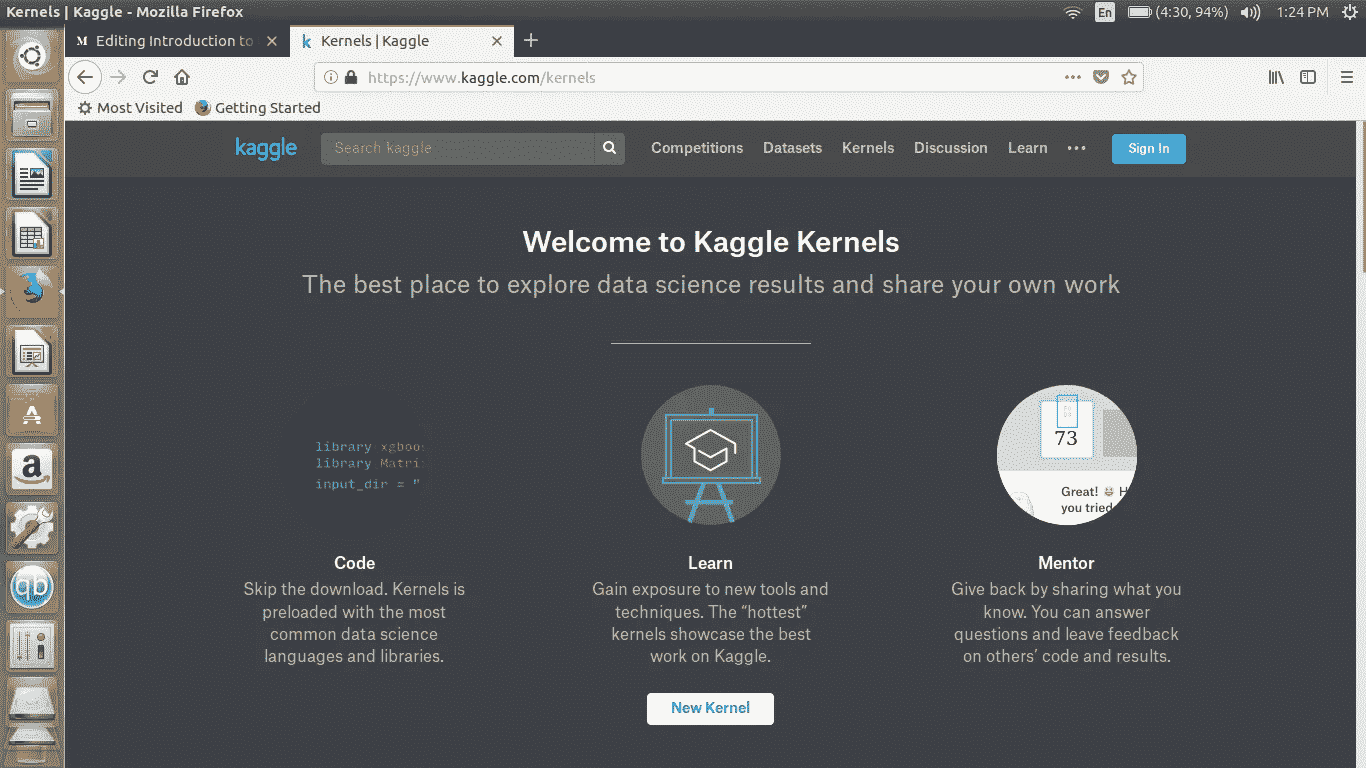 Kernels | Kaggle - Mozilla Firefox
En
(4:30, 94%)
1:24 PM
M Editing Introduction to
k Kernels | Kaggle
https://www.kaggle.com/kernels
Most Visited
Getting Started
kaggle
Search kaggle
Competitions
Datasets
Kernels
Discussion
Learn
Sign In
Welcome to Kaggle Kernels
The best place to explore data science results and share your own work
library xgboos
library Matri
input_dir = "
73
Great! H
you tried
Code
Skip the download. Kernels is
preloaded with the most
common data science
languages and libraries.
Learn
Gain exposure to new tools and
techniques. The “hottest”
kernels showcase the best
work on Kaggle.
Mentor
Give back by sharing what you
know. You can answer
questions and leave feedback
on others’ code and results.
New Kernel
A
a
qb